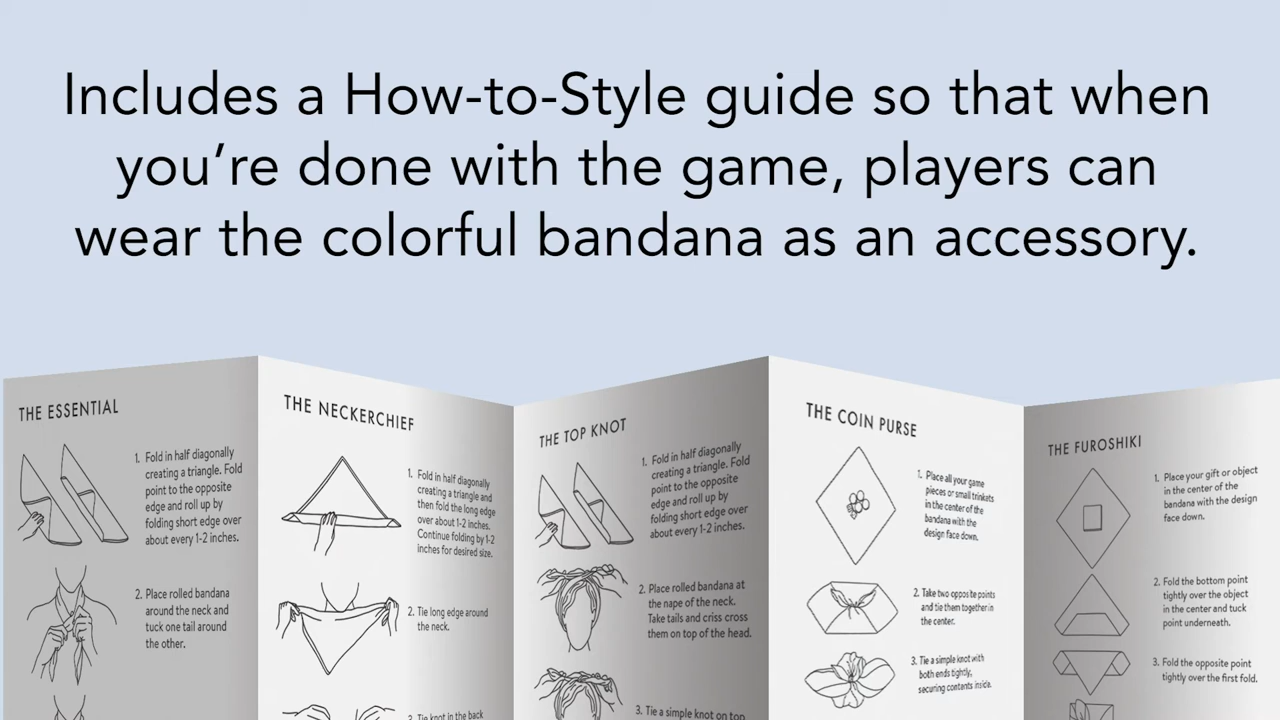 Includes a How-to-Style guide so that when
you’re done with the game, players can
wear the colorful bandana as an accessory.
THE ESSENTIAL
1. Fold in half diagonally
creating a triangle. Fold
point to the opposite
edge and roll up by
folding short edge over
about every 1-2 inches.
2. Place rolled bandana
around the neck and
tuck one tail around
the other.
THE NECKERCHIEF
1. Fold in half diagonally
creating a triangle and
then fold the long edge
over about 1-2 inches.
Continue folding by 1-2
inches for desired size.
2. Tie long edge around
the neck.
3. Tie knot in the back
THE TOP KNOT
1. Fold in half diagonally
creating a triangle. Fold
point to the opposite
edge and roll up by
folding short edge over
about every 1-2 inches.
2. Place rolled bandana at
the nape of the neck.
Take tails and criss cross
them on top of the head.
3. Tie a simple knot on top
THE COIN PURSE
1. Place all your game
pieces or small trinkets
in the center of the
bandana with the
design face down.
2. Take two opposite points
and tie them together in
the center.
3. Tie a simple knot with
both ends tightly,
securing contents inside.
THE FUROSHIKI
1. Place your gift or object
in the center of the
bandana with the design
face down.
2. Fold the bottom point
tightly over the object
in the center and tuck
point underneath.
3. Fold the opposite point
tightly over the first fold.